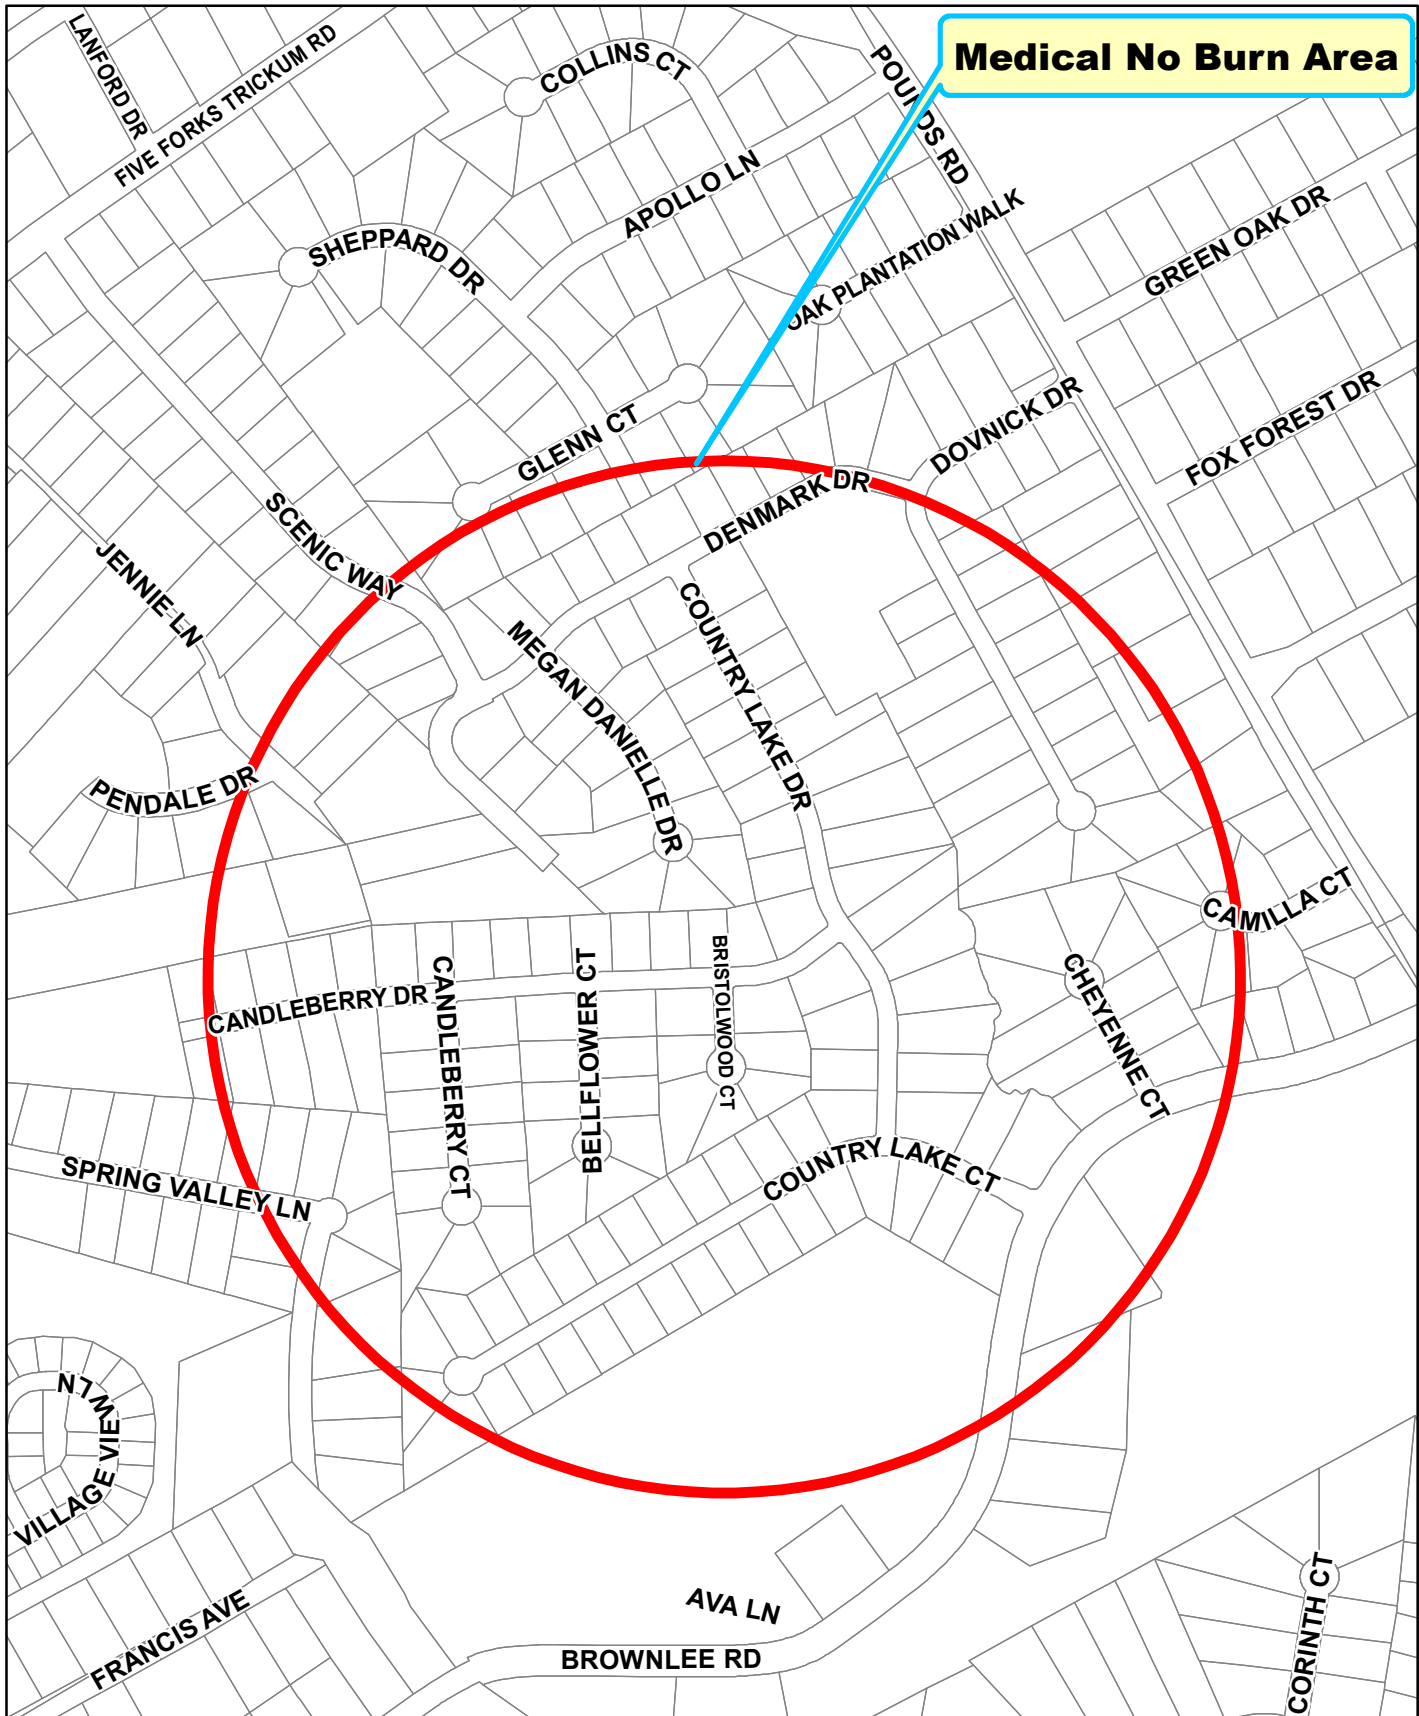 Medical No Burn Area
LANFORD DR
FIVE FORKS TRICKUM RD
COLLINS CT
POUNDS RD
APOLLO LN
OAK PLANTATION WALK
GREEN OAK DR
SHEPPARD DR
GLENN CT
DOVNICK DR
FOX FOREST DR
DENMARK DR
SCENIC WAY
JENNIE LN
COUNTRY LAKE DR
MEGAN DANIELLE DR
PENDALE DR
CAMILLA CT
CHEYENNE CT
CANDLEBERRY DR
CANDLEBERRY CT
BELLFLOWER CT
BRISTOLWOOD CT
COUNTRY LAKE CT
SPRING VALLEY LN
VILLAGE VIEW LN
FRANCIS AVE
AVA LN
BROWNLEE RD
CORINTH CT